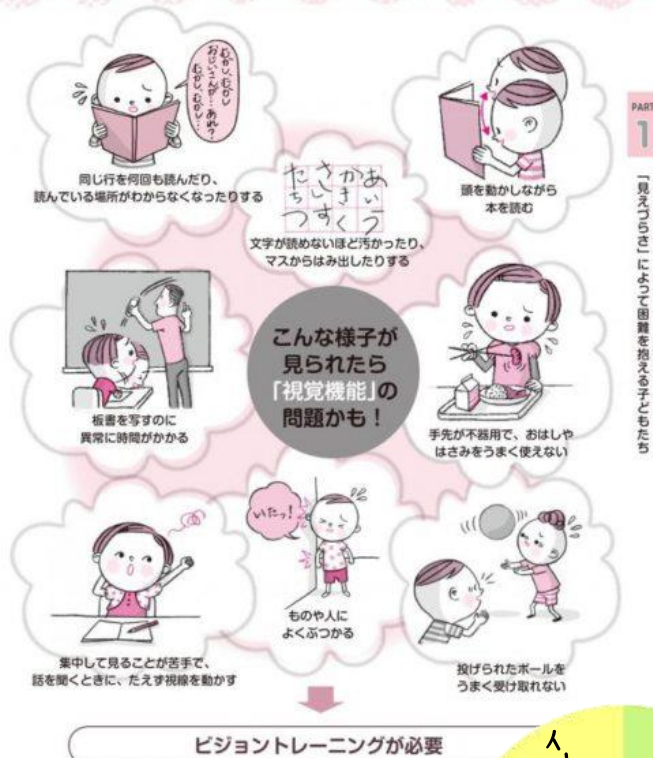 むかし、むかし
おじいさんが…あれ?
むかし、むかし…
同じ行を何回も読んだり、
読んでいる場所がわからなくなったりする
頭を動かしながら
本を読む
PART
1
「見えづらさ」によって困難を抱える子どもたち
あいう
かきく
さしす
たちつ
文字が読めないほど汚かったり、
マスからはみ出したりする
板書を写すのに
異常に時間がかかる
こんな様子が
見られたら
「視覚機能」の
問題かも!
手先が不器用で、おはしや
はさみをうまく使えない
集中して見ることが苦手で、
話を聞くときに、たえず視線を動かす
いたっ!
ものや人に
よくぶつかる
投げられたボールを
うまく受け取れない
ビジョントレーニングが必要